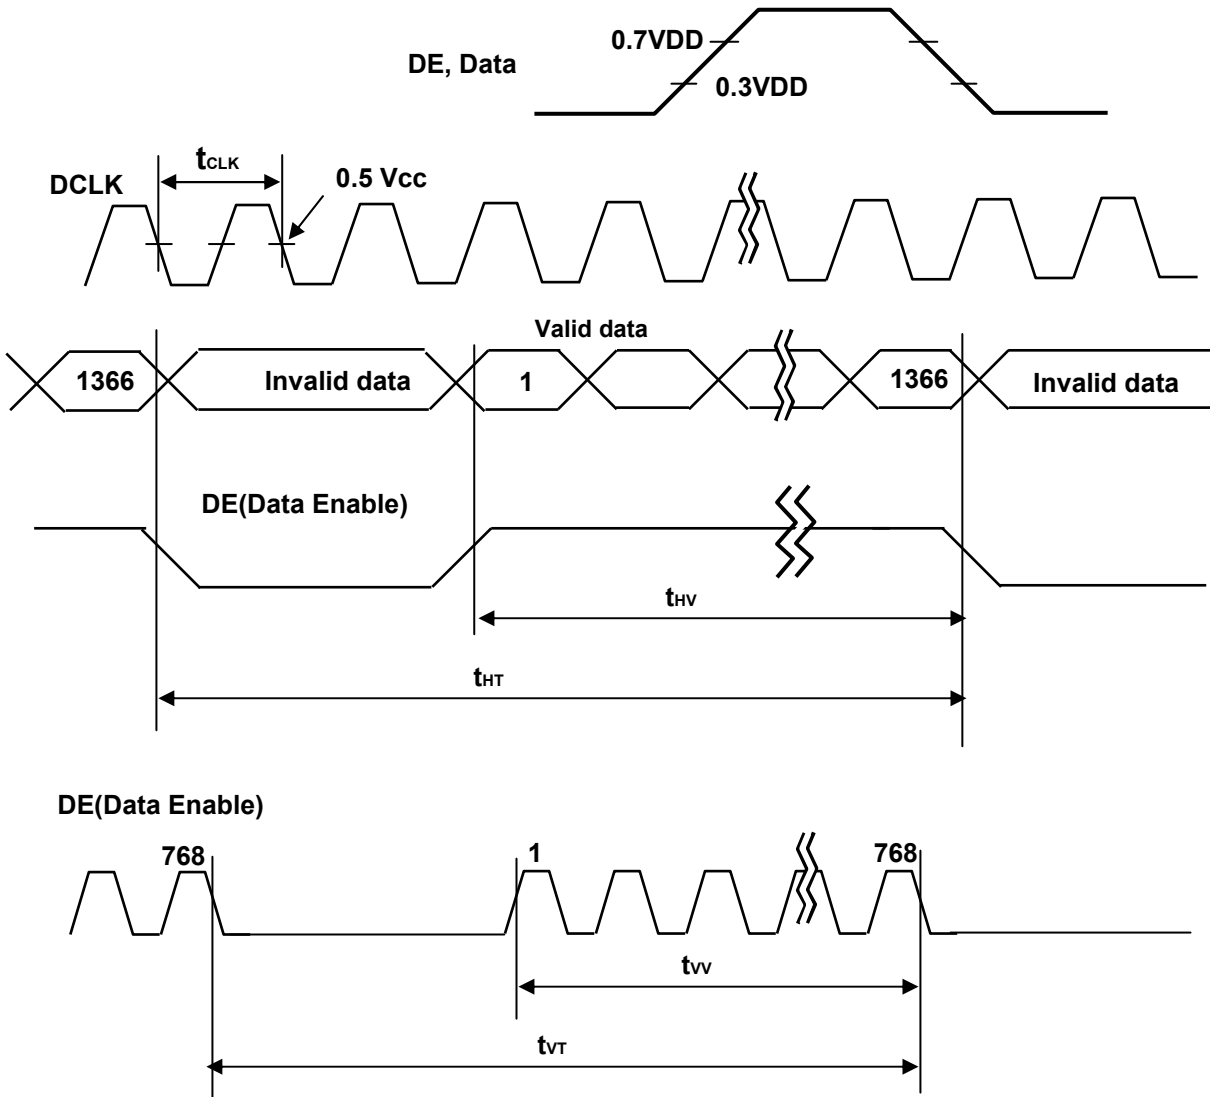 0.7VDD
DE, Data
0.3VDD
tCLK
DCLK
0.5 Vcc
Valid data
1366
Invalid data
1
1366
Invalid data
DE(Data Enable)
tHV
tHT
DE(Data Enable)
768
1
768
tVV
tVT